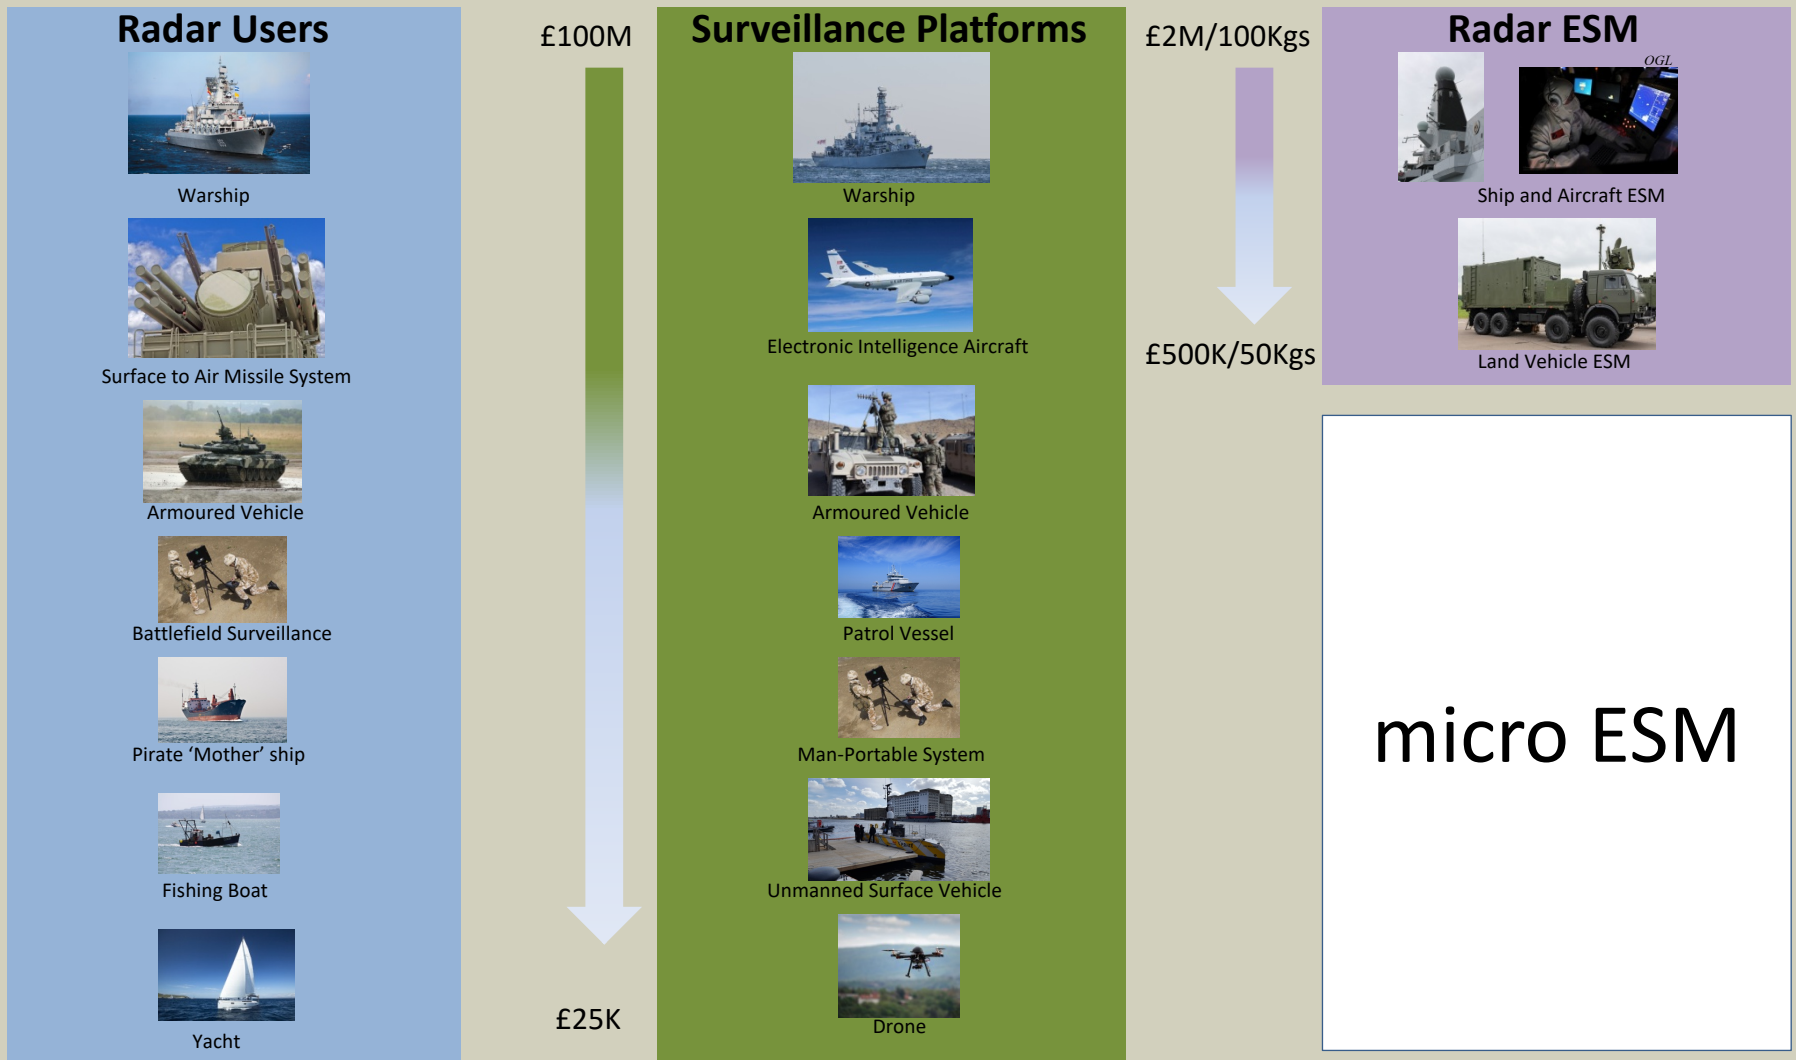 Radar Users
Warship
Surface to Air Missile System
Armoured Vehicle
Battlefield Surveillance
Pirate ‘Mother’ ship
Fishing Boat
Yacht
£100M
£25K
Surveillance Platforms
Warship
Electronic Intelligence Aircraft
Armoured Vehicle
Patrol Vessel
Man-Portable System
Unmanned Surface Vehicle
Drone
£2M/100Kgs
£500K/50Kgs
Radar ESM
OGL
Ship and Aircraft ESM
Land Vehicle ESM
micro ESM